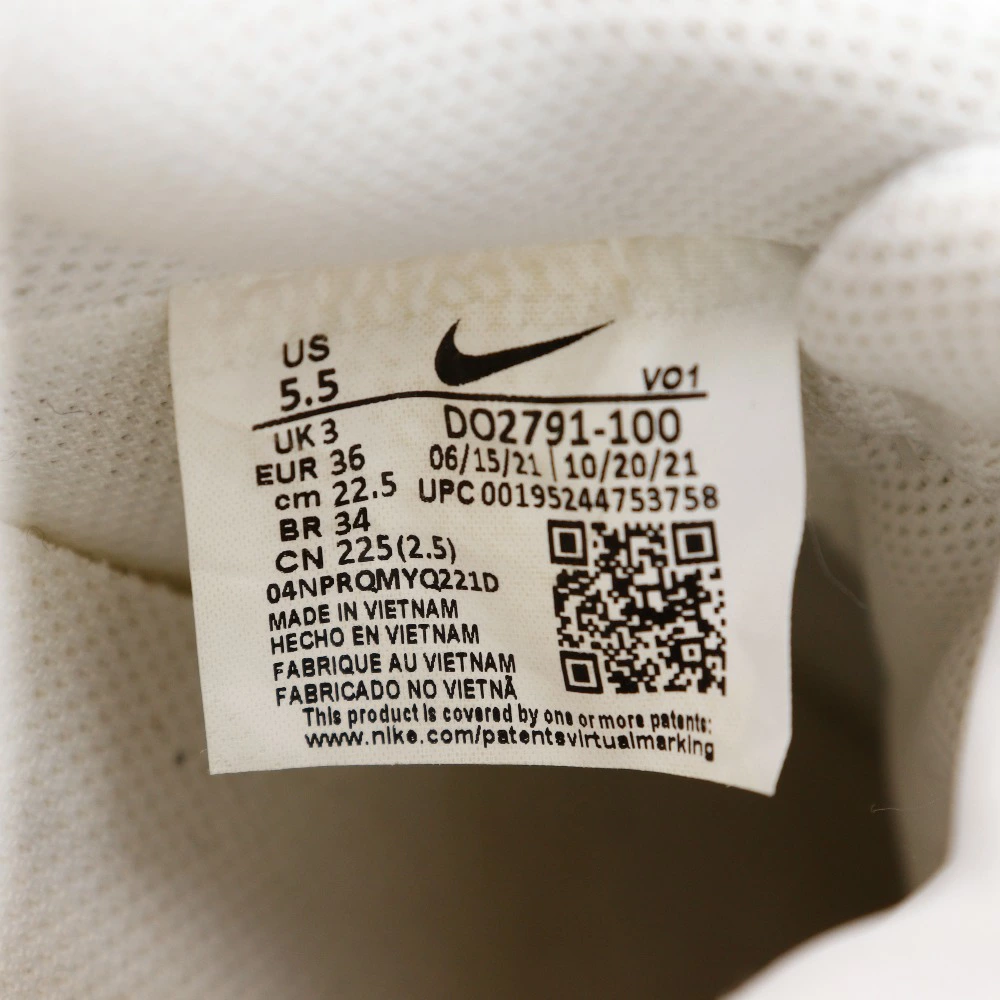 US
5.5
VO1
UK 3
DO2791-100
EUR 36
06/15/21 | 10/20/21
cm 22.5
UPC 00195244753758
BR 34
CN 225(2.5)
04NPRQMYQ221D
MADE IN VIETNAM
HECHO EN VIETNAM
FABRIQUE AU VIETNAM
FABRICADO NO VIETNÃ
This product is covered by one or more patents:
www.nike.com/patentsvirtualmarking